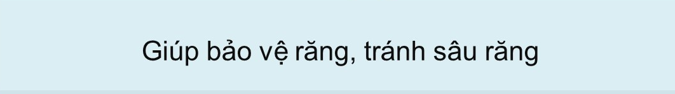 Giúp bảo vệ răng, tránh sâu răng